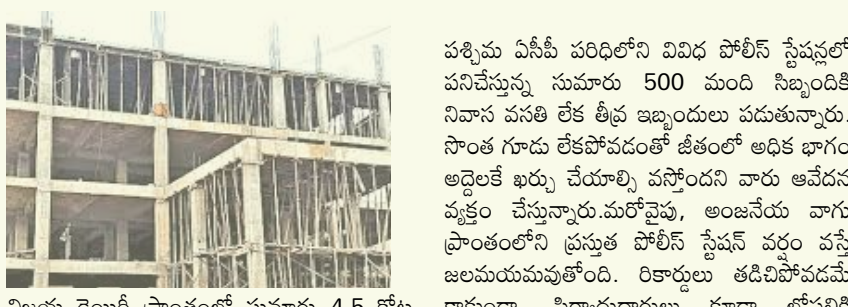 పశ్చిమ ఏసీపీ పరిధిలోని వివిధ పోలీస్ స్టేషన్లలో
పనిచేస్తున్న సుమారు 500 మంది సిబ్బందికి
నివాస వసతి లేక తీవ్ర ఇబ్బందులు పడుతున్నారు.
సొంత గూడు లేకపోవడంతో జీతంలో అధిక భాగం
అద్దెలకే ఖర్చు చేయాల్సి వస్తోందని వారు ఆవేదన
వ్యక్తం చేస్తున్నారు.మరోవైపు, అంజనేయ వాగు
ప్రాంతంలోని ప్రస్తుత పోలీస్ స్టేషన్ వర్షం వస్తే
జలమయమవుతోంది. రికార్డులు తడిచిపోవడమే